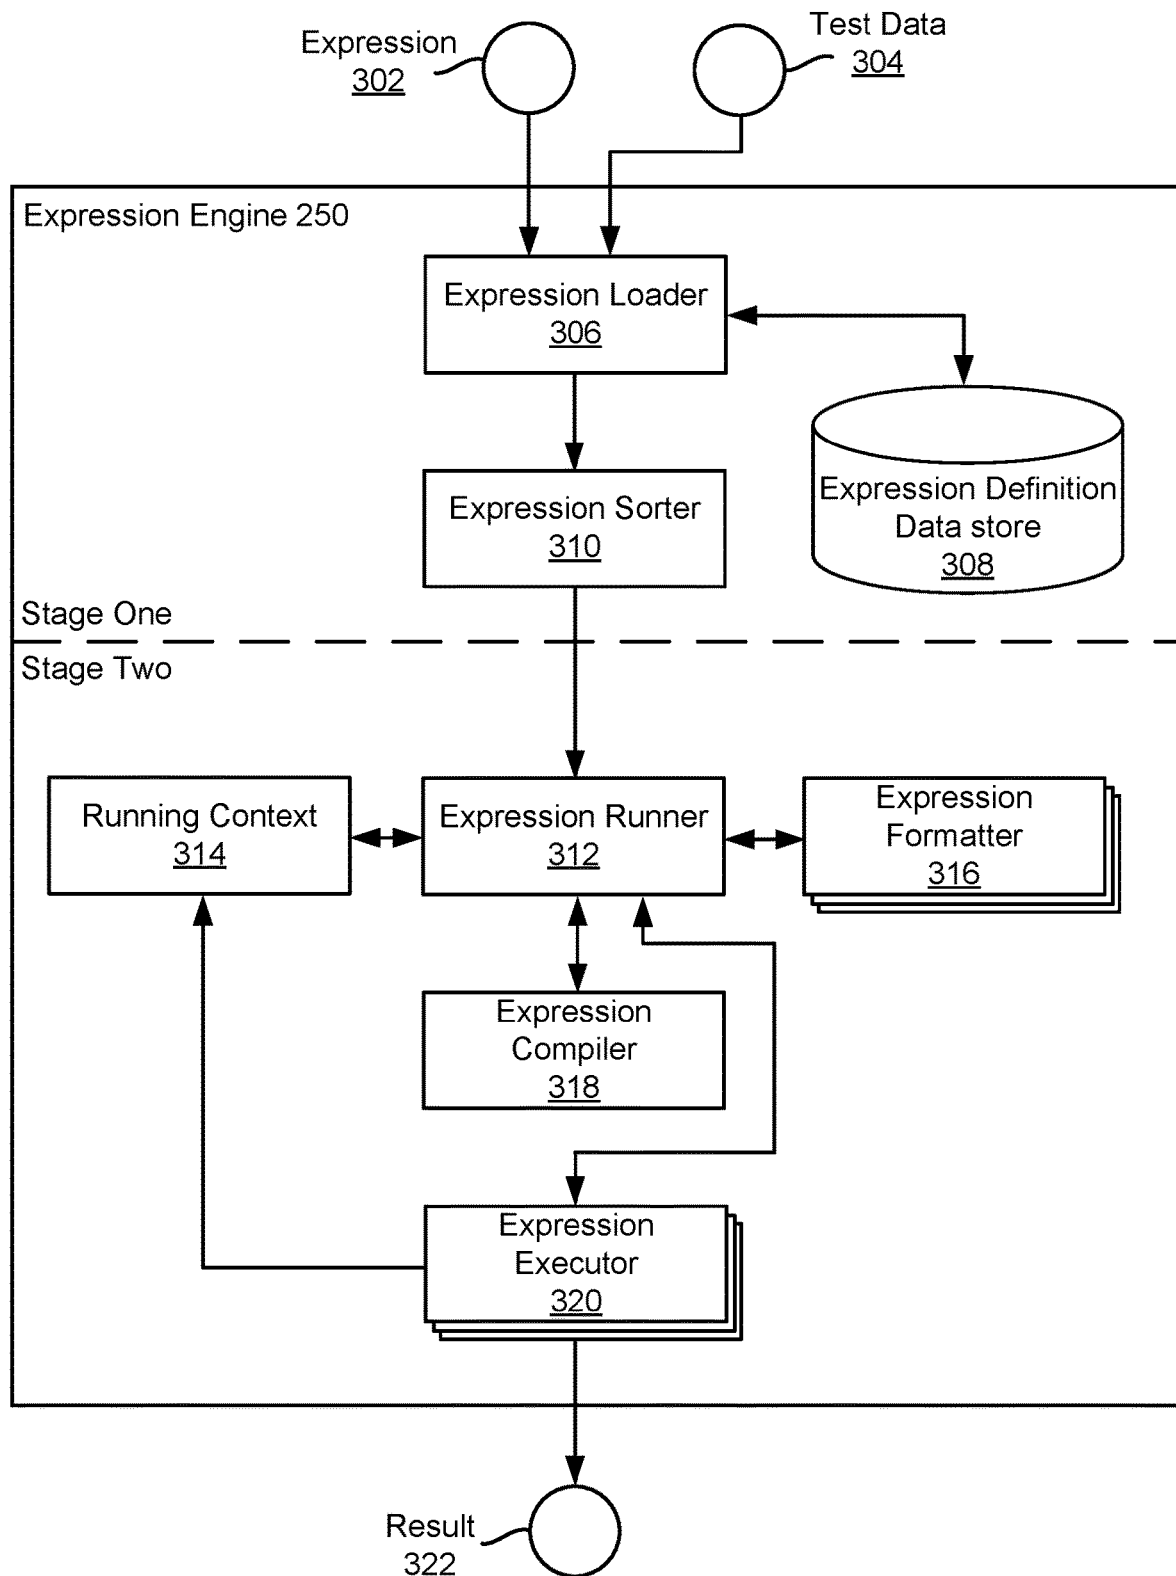 Expression
302
Test Data
304
Expression Engine 250
Expression Loader
306
Expression Definition
Data store
308
Expression Sorter
310
Stage One
Stage Two
Running Context
314
Expression Runner
312
Expression
Formatter
316
Expression
Compiler
318
Expression
Executor
320
Result
322